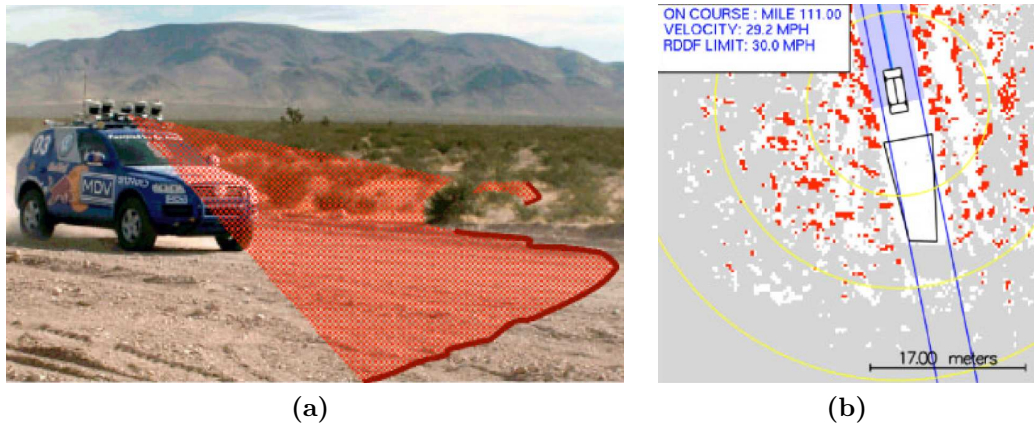 03
MDV
ON COURSE : MILE 111.00
VELOCITY: 29.2 MPH
RDDF LIMIT: 30.0 MPH
17.00 meters
(a)
(b)